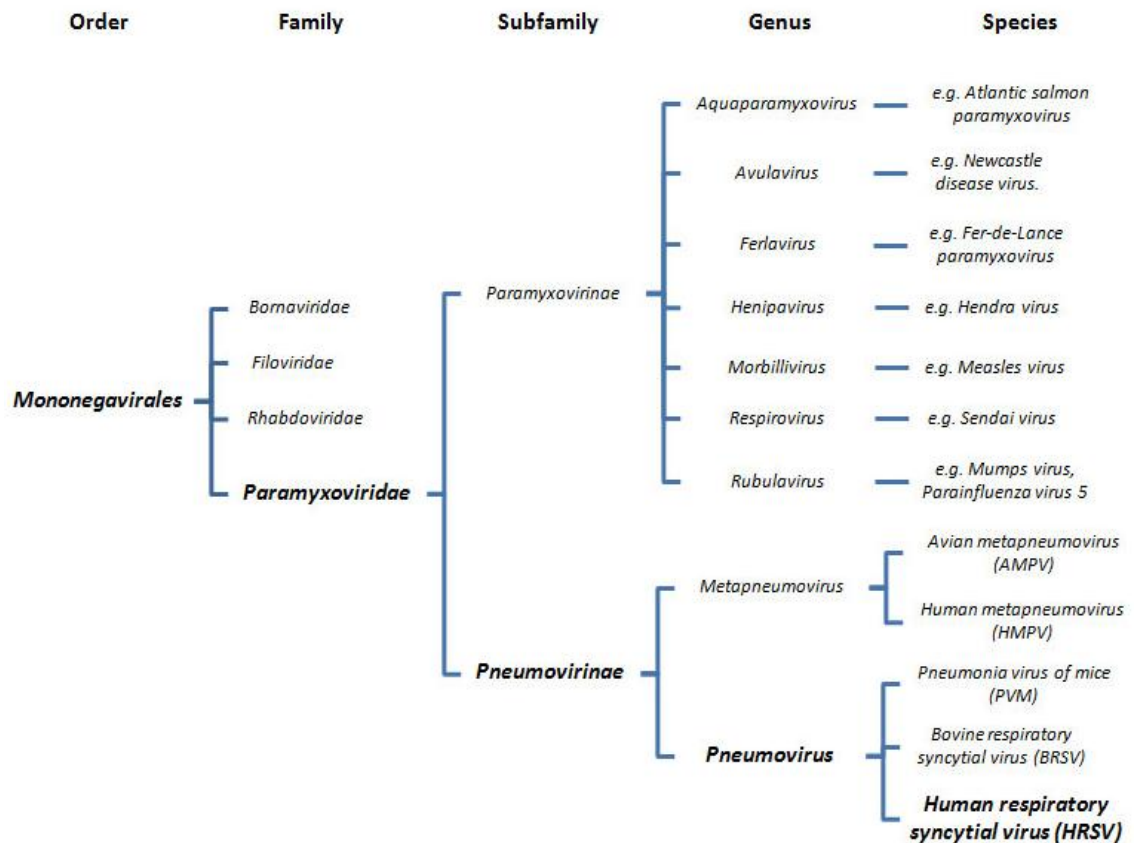 Order Family Subfamily Genus Species
Aquaparamyxovirus
e.g. Atlantic salmon
paramyxovirus
Avulavirus
e.g. Newcastle
disease virus.
Ferlavirus
e.g. Fer-de-Lance
paramyxovirus
Paramyxovirinae
Henipavirus
e.g. Hendra virus
Bornaviridae
Filoviridae
Morbillivirus
e.g. Measles virus
Mononegavirales
Rhabdoviridae
Respirovirus
e.g. Sendai virus
Paramyxoviridae
Rubulavirus
e.g. Mumps virus,
Parainfluenza virus 5
Metapneumovirus
Avian metapneumovirus
(AMPV)
Human metapneumovirus
(HMPV)
Pneumovirinae
Pneumonia virus of mice
(PVM)
Pneumovirus
Bovine respiratory
syncytial virus (BRSV)
Human respiratory
syncytial virus (HRSV)